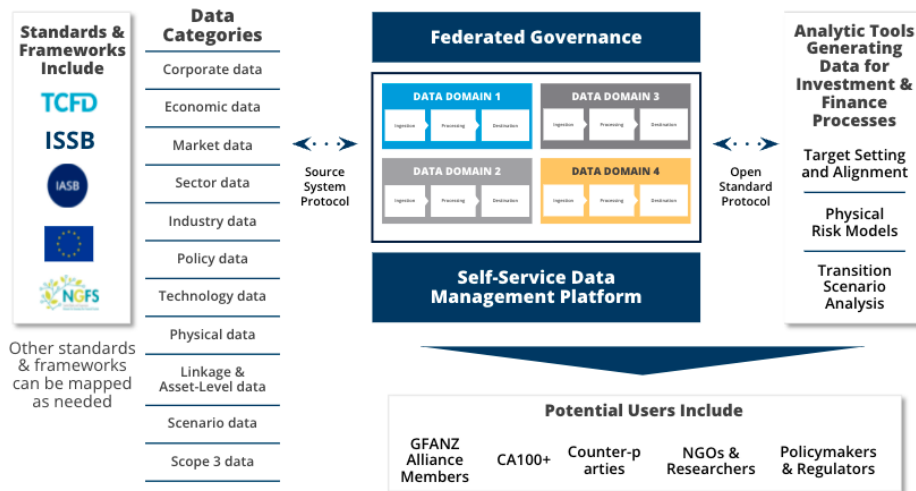 Standards &
Frameworks
Include
TCFD
ISSB
IASB
NGFS
Other standards
& frameworks
can be mapped
as needed
Data
Categories
Corporate data
Economic data
Market data
Sector data
Industry data
Policy data
Technology data
Physical data
Linkage &
Asset-Level data
Scenario data
Scope 3 data
Source
System
Protocol
Federated Governance
DATA DOMAIN 1
Ingestion Processing Destination
DATA DOMAIN 3
Ingestion Processing Destination
DATA DOMAIN 2
Ingestion Processing Destination
DATA DOMAIN 4
Ingestion Processing Destination
Self-Service Data
Management Platform
Open
Standard
Protocol
Analytic Tools
Generating
Data for
Investment &
Finance
Processes
Target Setting
and Alignment
Physical
Risk Models
Transition
Scenario
Analysis
Potential Users Include
GFANZ
Alliance
Members
CA100+
Counter-p
arties
NGOs &
Researchers
Policymakers
& Regulators